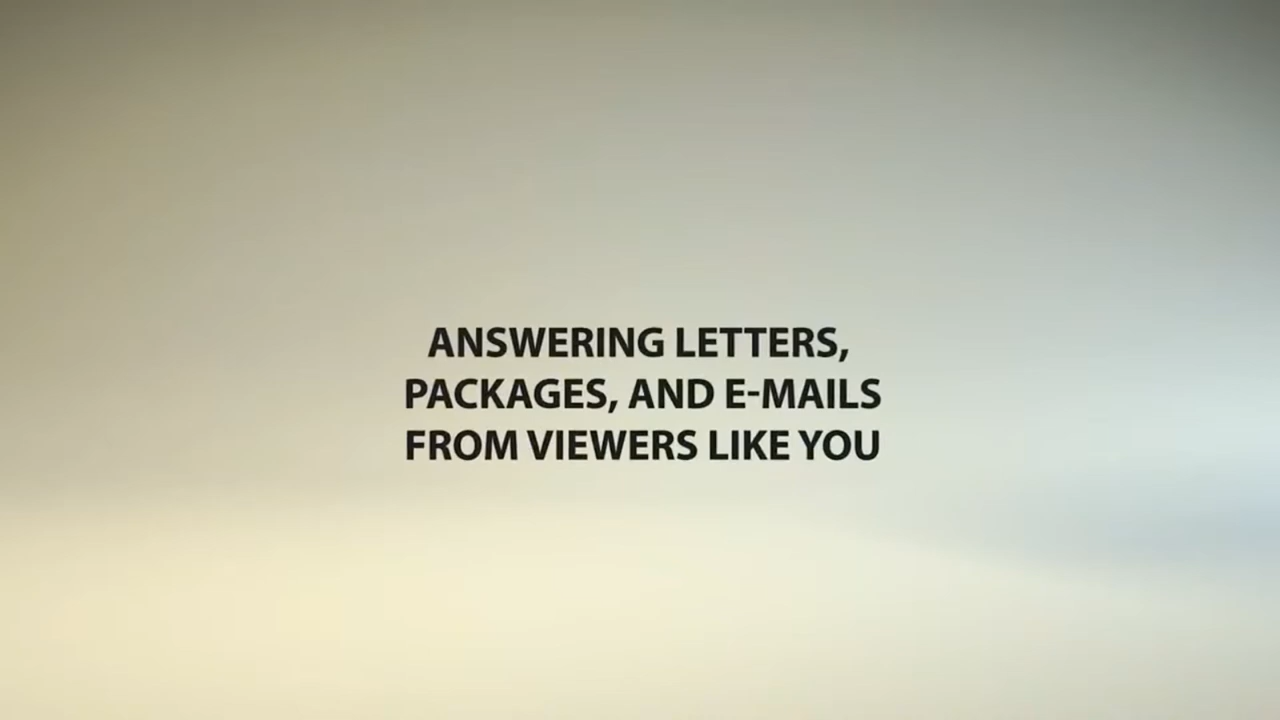 ANSWERING LETTERS,
PACKAGES, AND E-MAILS
FROM VIEWERS LIKE YOU